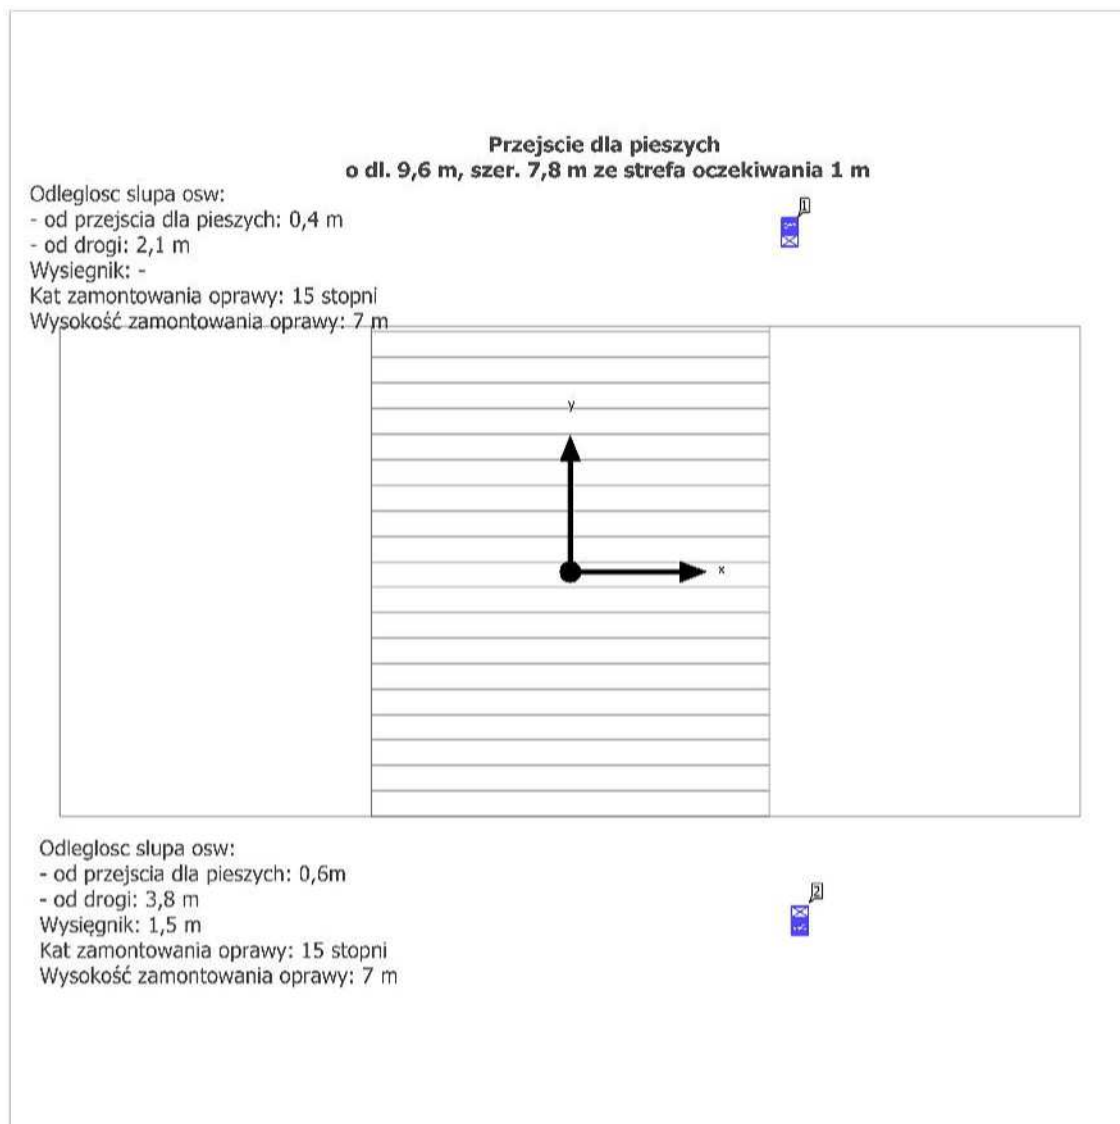 Przejscie dla pieszych
o dl. 9,6 m, szer. 7,8 m ze strefa oczekiwania 1 m
Odleglosc slupa osw:
- od przejscia dla pieszych: 0,4 m
- od drogi: 2,1 m
Wysiegnik: -
Kat zamontowania oprawy: 15 stopni
Wysokość zamontowania oprawy: 7 m
1
y
x
Odleglosc slupa osw:
- od przejscia dla pieszych: 0,6m
- od drogi: 3,8 m
Wysięgnik: 1,5 m
Kat zamontowania oprawy: 15 stopni
Wysokość zamontowania oprawy: 7 m
2